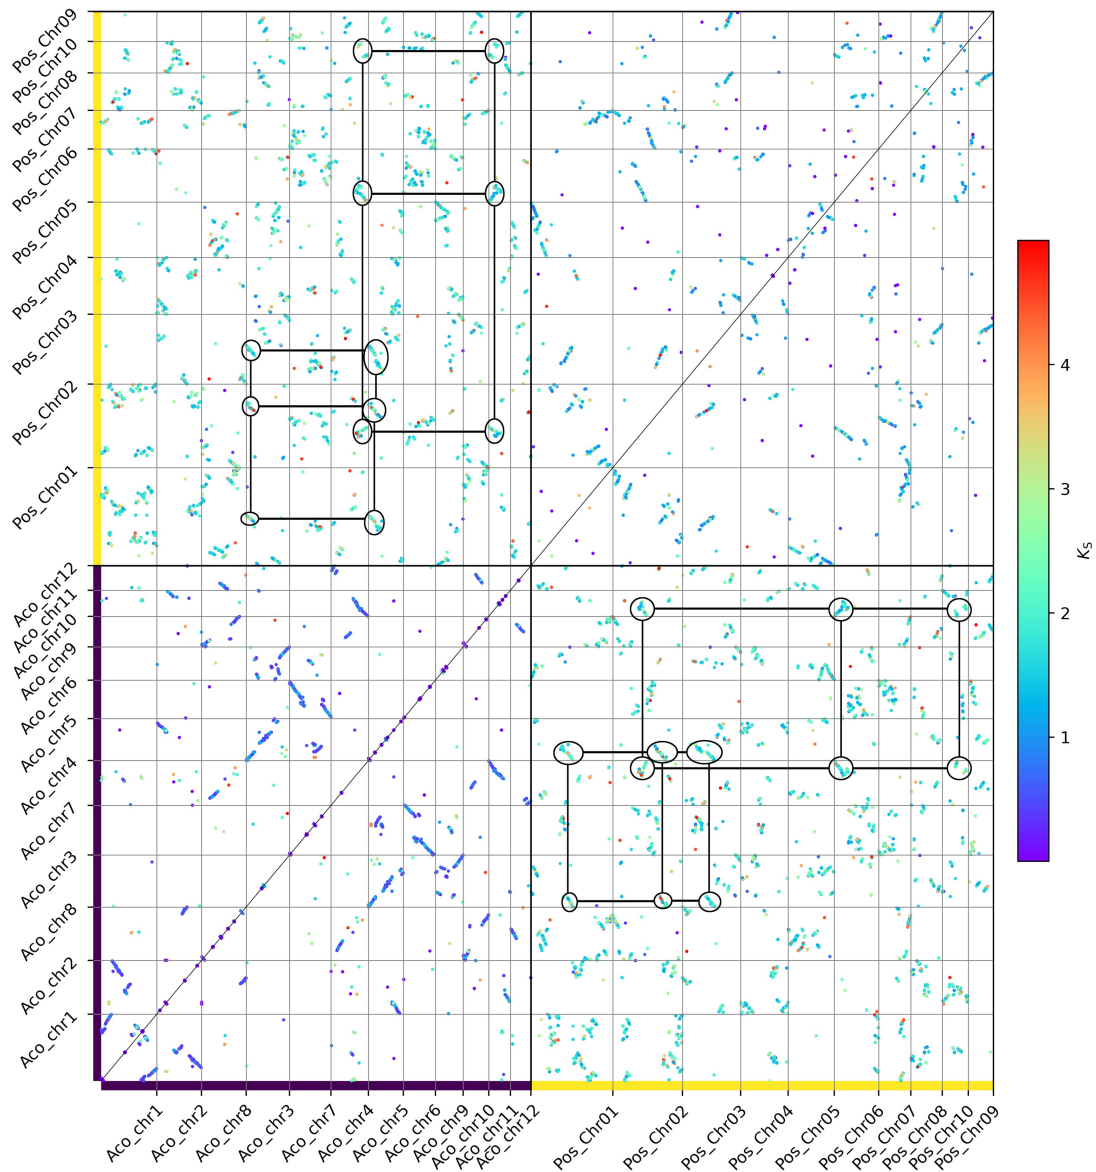 Pos_Chr09
Pos_Chr10
Pos_Chr08
Pos_Chr07
Pos_Chr06
Pos_Chr05
Pos_Chr04
Pos_Chr03
Pos_Chr02
Pos_Chr01
Aco_chr12
Aco_chr11
Aco_chr10
Aco_chr9
Aco_chr6
Aco_chr5
Aco_chr4
Aco_chr7
Aco_chr3
Aco_chr8
Aco_chr2
Aco_chr1
4
3
2
1
Ks
Aco_chr1
Aco_chr2
Aco_chr8
Aco_chr3
Aco_chr7
Aco_chr4
Aco_chr5
Aco_chr6
Aco_chr9
Aco_chr10
Aco_chr11
Aco_chr12
Pos_Chr01
Pos_Chr02
Pos_Chr03
Pos_Chr04
Pos_Chr05
Pos_Chr06
Pos_Chr07
Pos_Chr08
Pos_Chr10
Pos_Chr09